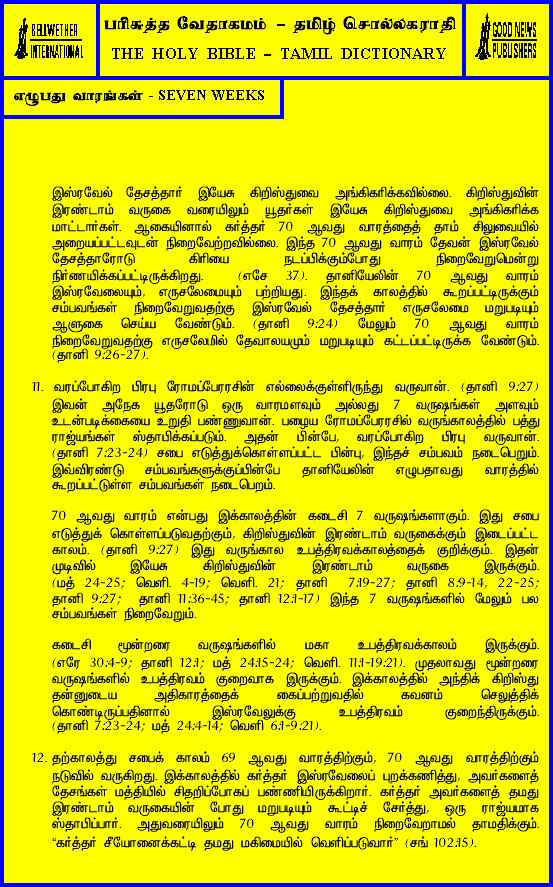 BELLWETHER
INTERNATIONAL
பரிசுத்த வேதாகமம் – தமிழ் சொல்லகராதி
THE HOLY BIBLE – TAMIL DICTIONARY
GOOD NEWS
PUBLISHERS
எழுபது வாரங்கள் - SEVEN WEEKS
இஸ்ரவேல் தேசத்தார் இயேசு கிறிஸ்துவை அங்கிகரிக்கவில்லை. கிறிஸ்துவின்
இரண்டாம் வருகை வரையிலும் யூதர்கள் இயேசு கிறிஸ்துவை அங்கிகரிக்க
மாட்டார்கள். ஆகையினால் கர்த்தர் 70 ஆவது வாரத்தைத் தாம் சிலுவையில்
அறையப்பட்டவுடன் நிறைவேற்றவில்லை. இந்த 70 ஆவது வாரம் தேவன் இஸ்ரவேல்
தேசத்தாரோடு கிரியை நடப்பிக்கும்போது நிறைவேறுமென்று
நிர்ணயிக்கப்பட்டிருக்கிறது. (எசே 37). தானியேலின் 70 ஆவது வாரம்
இஸ்ரவேலையும், எருசலேமையும் பற்றியது. இந்தக் காலத்தில் கூறப்பட்டிருக்கும்
சம்பவங்கள் நிறைவேறுவதற்கு இஸ்ரவேல் தேசத்தார் எருசலேமை மறுபடியும்
ஆளுகை செய்ய வேண்டும். (தானி 9:24) மேலும் 70 ஆவது வாரம்
நிறைவேறுவதற்கு எருசலேமில் தேவாலயமும் மறுபடியும் கட்டப்பட்டிருக்க வேண்டும்.
(தானி 9:26-27).
11. வரப்போகிற பிரபு ரோமப்பேரரசின் எல்லைக்குள்ளிருந்து வருவான். (தானி 9:27)
இவன் அநேக யூதரோடு ஒரு வாரமளவும் அல்லது 7 வருஷங்கள் அளவும்
உடன்படிக்கையை உறுதி பண்ணுவான். பழைய ரோமப்பேரரசில் வருங்காலத்தில் பத்து
ராஜ்யங்கள் ஸ்தாபிக்கப்படும். அதன் பின்பே, வரப்போகிற பிரபு வருவான்.
(தானி 7:23-24) சபை எடுத்துக்கொள்ளப்பட்ட பின்பு, இந்தச் சம்பவம் நடைபெறும்.
இவ்விரண்டு சம்பவங்களுக்குப்பின்பே தானியேலின் எழுபதாவது வாரத்தில்
கூறப்பட்டுள்ள சம்பவங்கள் நடைபெறம்.
70 ஆவது வாரம் என்பது இக்காலத்தின் கடைசி 7 வருஷங்களாகும். இது சபை
எடுத்துக் கொள்ளப்படுவதற்கும், கிறிஸ்துவின் இரண்டாம் வருகைக்கும் இடைப்பட்ட
காலம். (தானி 9:27) இது வருங்கால உபத்திரவக்காலத்தைக் குறிக்கும். இதன்
முடிவில் இயேசு கிறிஸ்துவின் இரண்டாம் வருகை இருக்கும்.
(மத் 24-25; வெளி. 4-19; வெளி. 21; தானி 7:19-27; தானி 8:9-14, 22-25;
தானி 9:27; தானி 11:36-45; தானி 12:1-17) இந்த 7 வருஷங்களில் மேலும் பல
சம்பவங்கள் நிறைவேறும்.
கடைசி மூன்றரை வருஷங்களில் மகா உபத்திரவக்காலம் இருக்கும்.
(எரே 30:4-9; தானி 12:1; மத் 24:15-24; வெளி. 11:1-19:21). முதலாவது மூன்றரை
வருஷங்களில் உபத்திரவம் குறைவாக இருக்கும். இக்காலத்தில் அந்திக் கிறிஸ்து
தன்னுடைய அதிகாரத்தைக் கைப்பற்றுவதில் கவனம் செலுத்திக்
கொண்டிருப்பதினால் இஸ்ரவேலுக்கு உபத்திரவம் குறைந்திருக்கும்.
(தானி 7:23-24; மத் 24:4-14; வெளி 6:1-9:21).
12. தற்காலத்து சபைக் காலம் 69 ஆவது வாரத்திற்கும், 70 ஆவது வாரத்திற்கும்
நடுவில் வருகிறது. இக்காலத்தில் கர்த்தர் இஸ்ரவேலைப் புறக்கணித்து, அவர்களைத்
தேசங்கள் மத்தியில் சிதறிப்போகப் பண்ணியிருக்கிறார். கர்த்தர் அவர்களைத் தமது
இரண்டாம் வருகையின் போது மறுபடியும் கூட்டிச் சேர்த்து, ஒரு ராஜ்யமாக
ஸ்தாபிப்பார். அதுவரையிலும் 70 ஆவது வாரம் நிறைவேறாமல் தாமதிக்கும்.
“கர்த்தர் சீயோனைக்கட்டி தமது மகிமையில் வெளிப்படுவார்” (சங் 102:15).